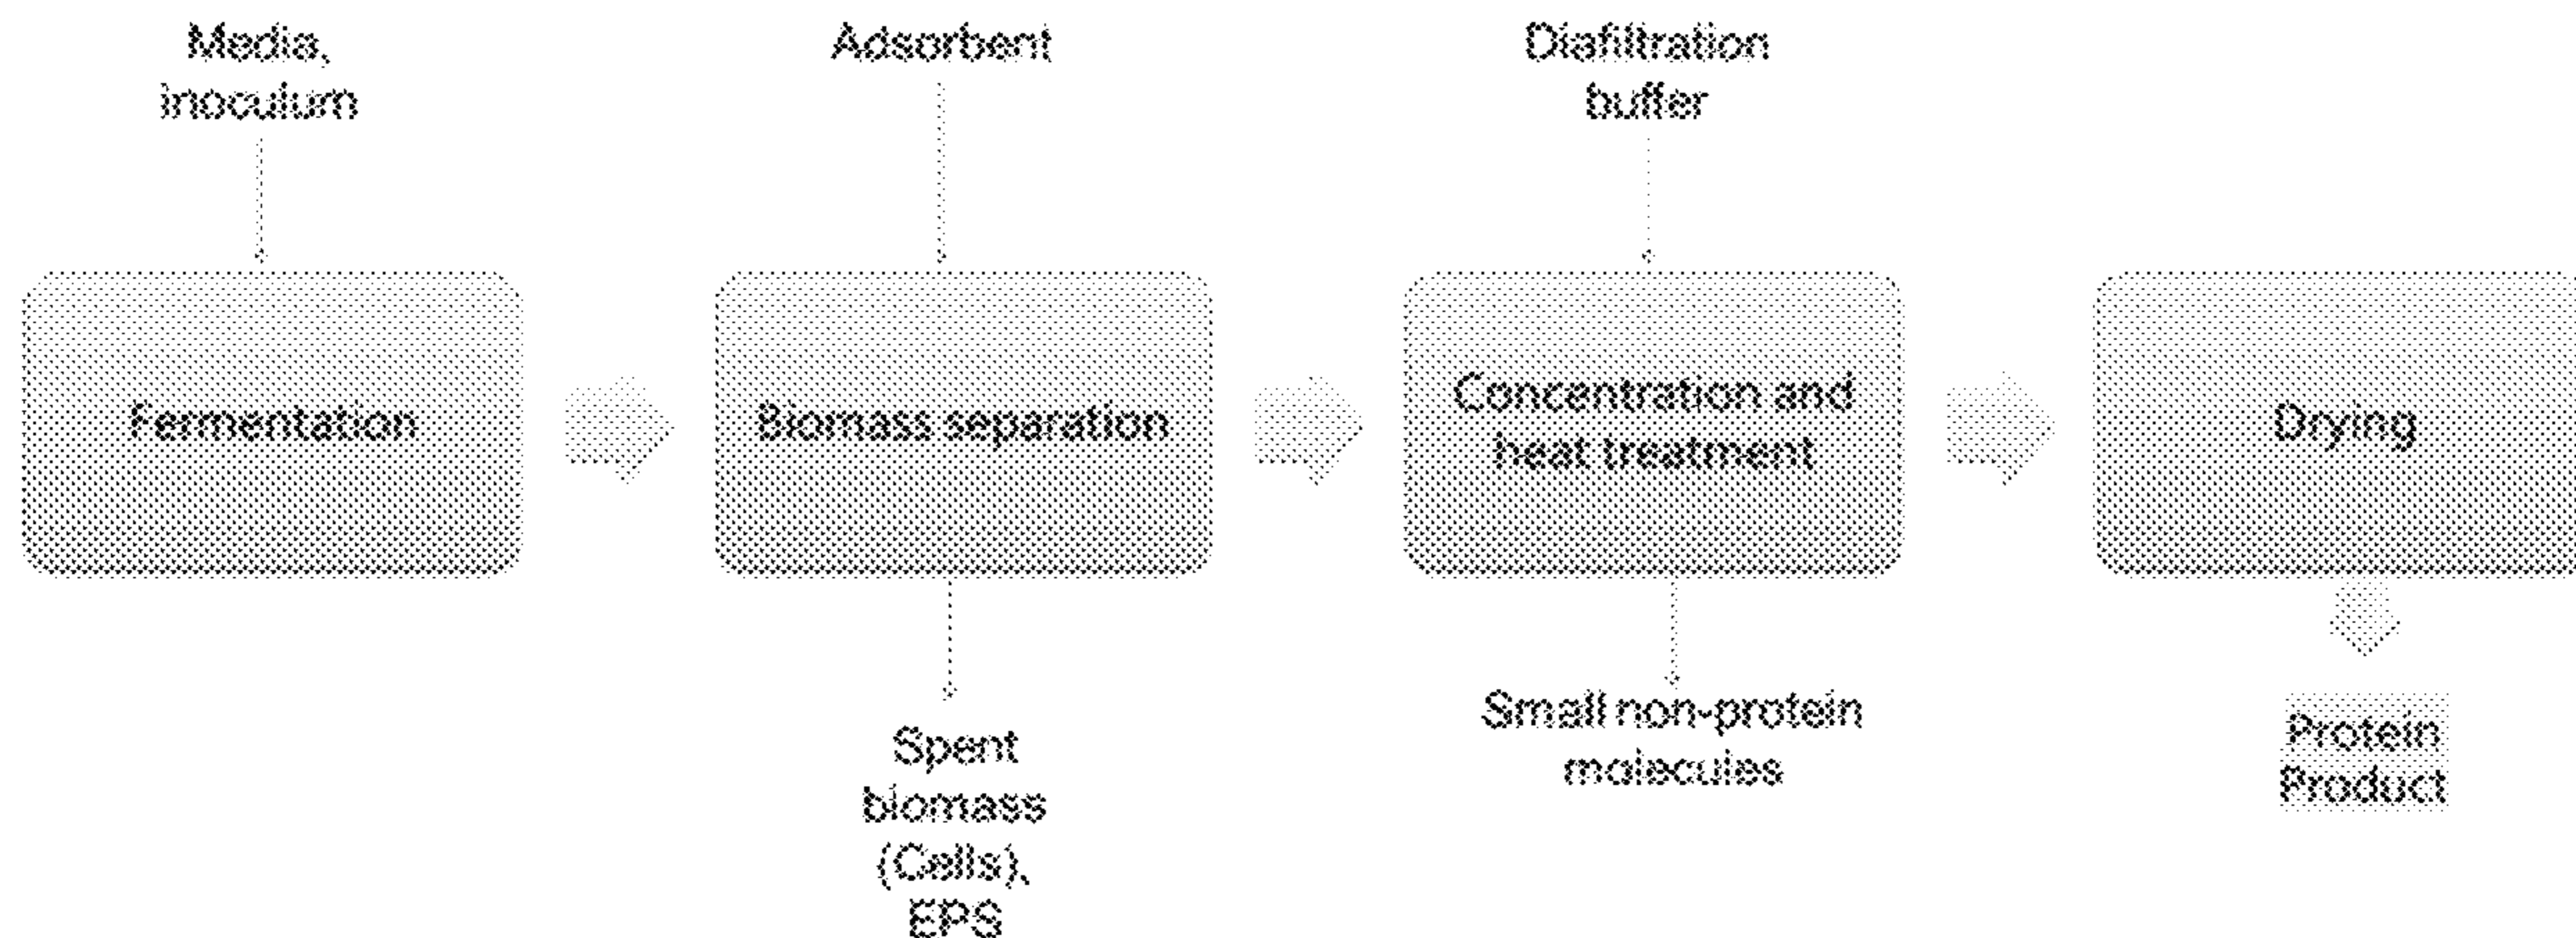 Media,
inoculum
Adsorbent
Diafiltration
buffer
Fermentation
Biomass separation
Concentration and
heat treatment
Drying
Spent
biomass
(Cells),
EPS
Small non-protein
molecules
Protein
Product